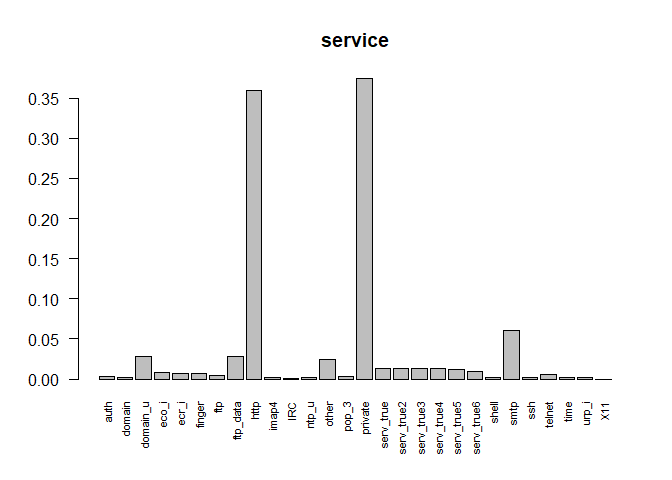 service
0.35
0.30
0.25
0.20
0.15
0.10
0.05
0.00
auth
domain
domain_u
eco_i
ecr_i
finger
ftp
ftp_data
http
imap4
IRC
ntp_u
other
pop_3
private
serv_true
serv_true2
serv_true3
serv_true4
serv_true5
serv_true6
shell
smtp
ssh
telnet
time
urp_i
X11